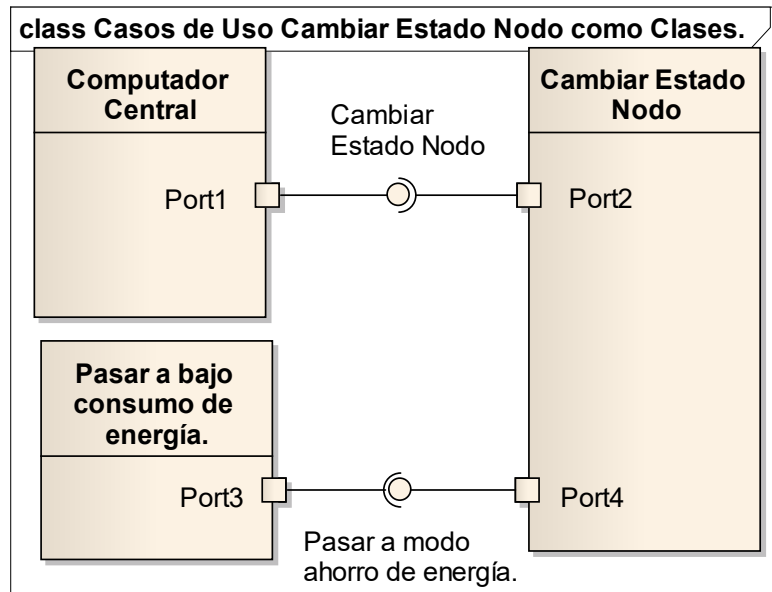 class Casos de Uso Cambiar Estado Nodo como Clases.
Computador
Central
Cambiar Estado
Nodo
Cambiar
Estado Nodo
Port1
Port2
Pasar a bajo
consumo de
energía.
Port3
Port4
Pasar a modo
ahorro de energía.